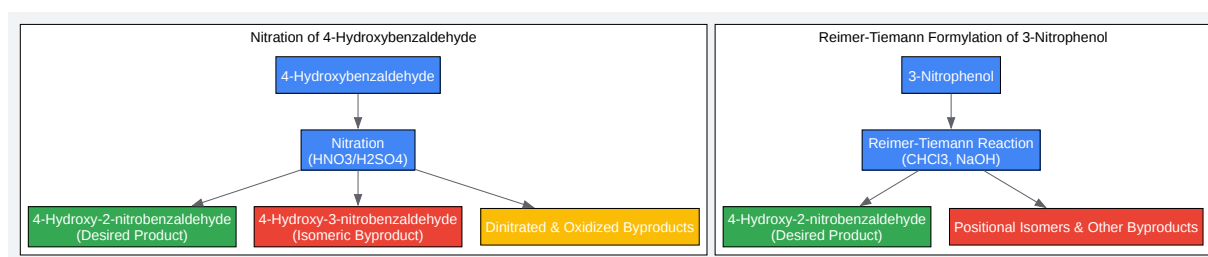 Nitration of 4-Hydroxybenzaldehyde
4-Hydroxybenzaldehyde
Nitration
(HNO3/H2SO4)
4-Hydroxy-2-nitrobenzaldehyde
(Desired Product)
4-Hydroxy-3-nitrobenzaldehyde
(Isomeric Byproduct)
Dinitrated & Oxidized Byproducts
Reimer-Tiemann Formylation of 3-Nitrophenol
3-Nitrophenol
Reimer-Tiemann Reaction
(CHCl3, NaOH)
4-Hydroxy-2-nitrobenzaldehyde
(Desired Product)
Positional Isomers & Other Byproducts